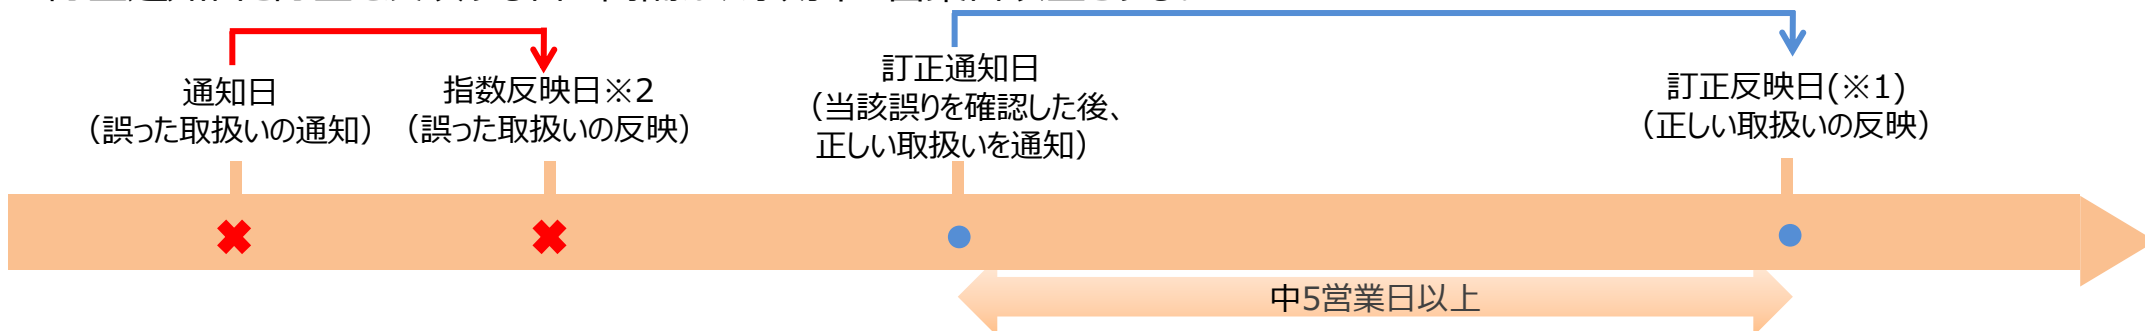 通知日
（誤った取扱いの通知）
指数反映日※2
（誤った取扱いの反映）
訂正通知日
（当該誤りを確認した後、
正しい取扱いを通知）
訂正反映日(※1)
（正しい取扱いの反映）
中5営業日以上